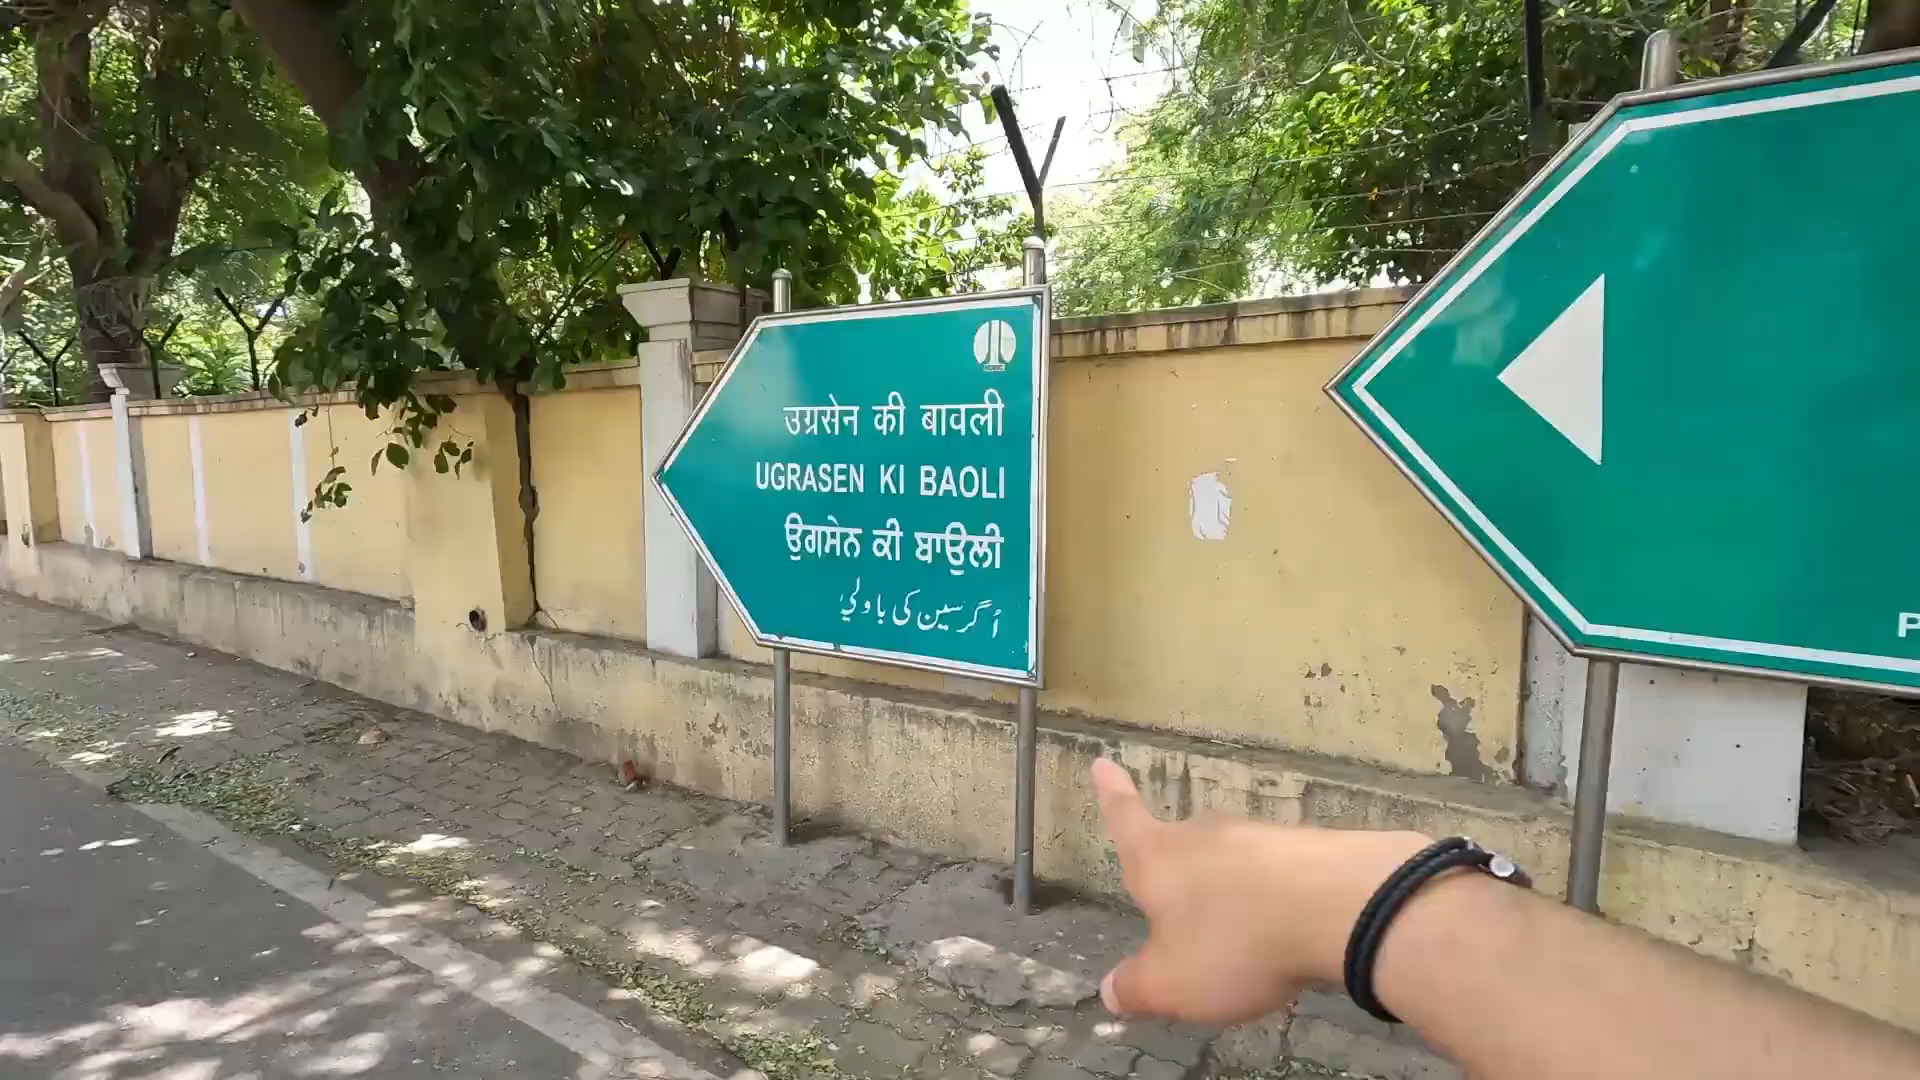 उग्रसेन की बावली
UGRASEN KI BAOLI
ਉਗਸੇਨ ਕੀ ਬਾਉਲੀ
اُگرسین کی باولی
P